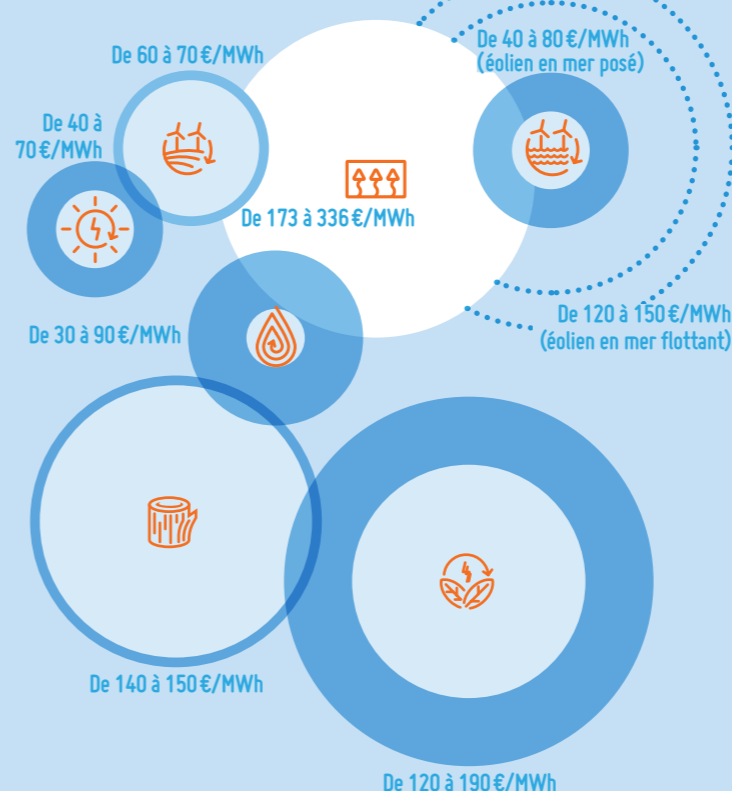 De 60 à 70 €/MWh
De 40 à 80 €/MWh
(éolien en mer posé)
De 40 à
70 €/MWh
De 173 à 336 €/MWh
De 30 à 90 €/MWh
De 120 à 150 €/MWh
(éolien en mer flottant)
De 140 à 150 €/MWh
De 120 à 190 €/MWh